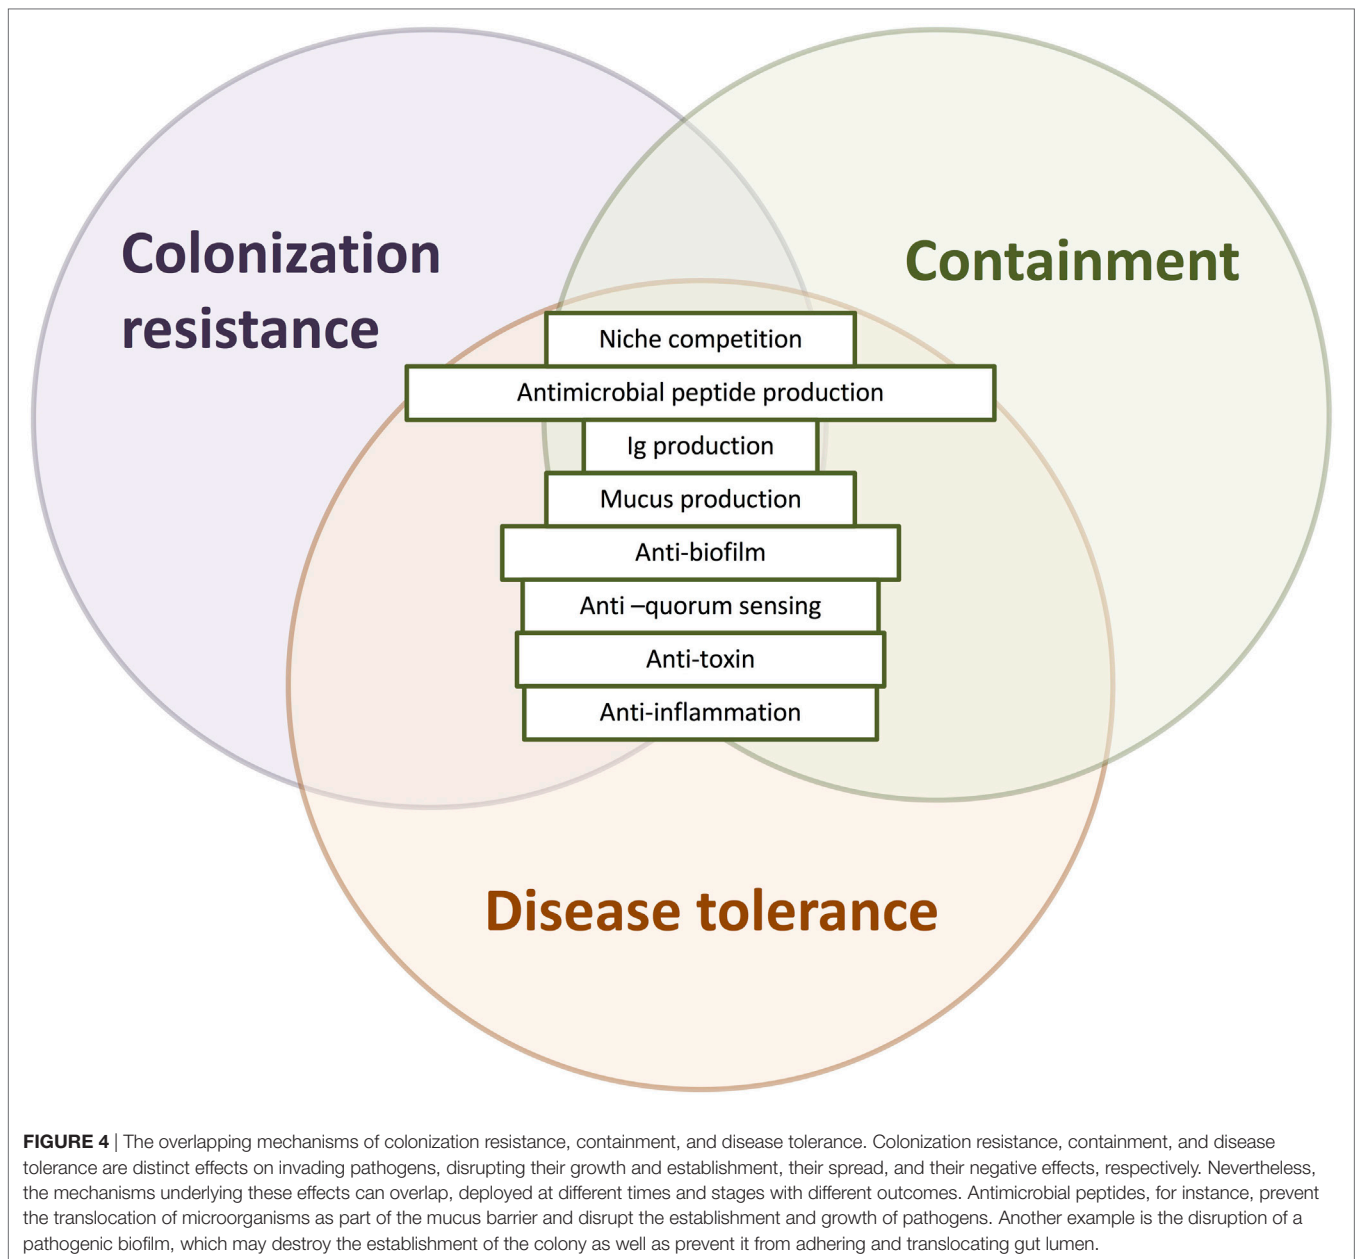 Colonization
resistance
Containment
Niche competition
Antimicrobial peptide production
Ig production
Mucus production
Anti-biofilm
Anti –quorum sensing
Anti-toxin
Anti-inflammation
Disease tolerance
FIGURE 4 | The overlapping mechanisms of colonization resistance, containment, and disease tolerance. Colonization resistance, containment, and disease
tolerance are distinct effects on invading pathogens, disrupting their growth and establishment, their spread, and their negative effects, respectively. Nevertheless,
the mechanisms underlying these effects can overlap, deployed at different times and stages with different outcomes. Antimicrobial peptides, for instance, prevent
the translocation of microorganisms as part of the mucus barrier and disrupt the establishment and growth of pathogens. Another example is the disruption of a
pathogenic biofilm, which may destroy the establishment of the colony as well as prevent it from adhering and translocating gut lumen.